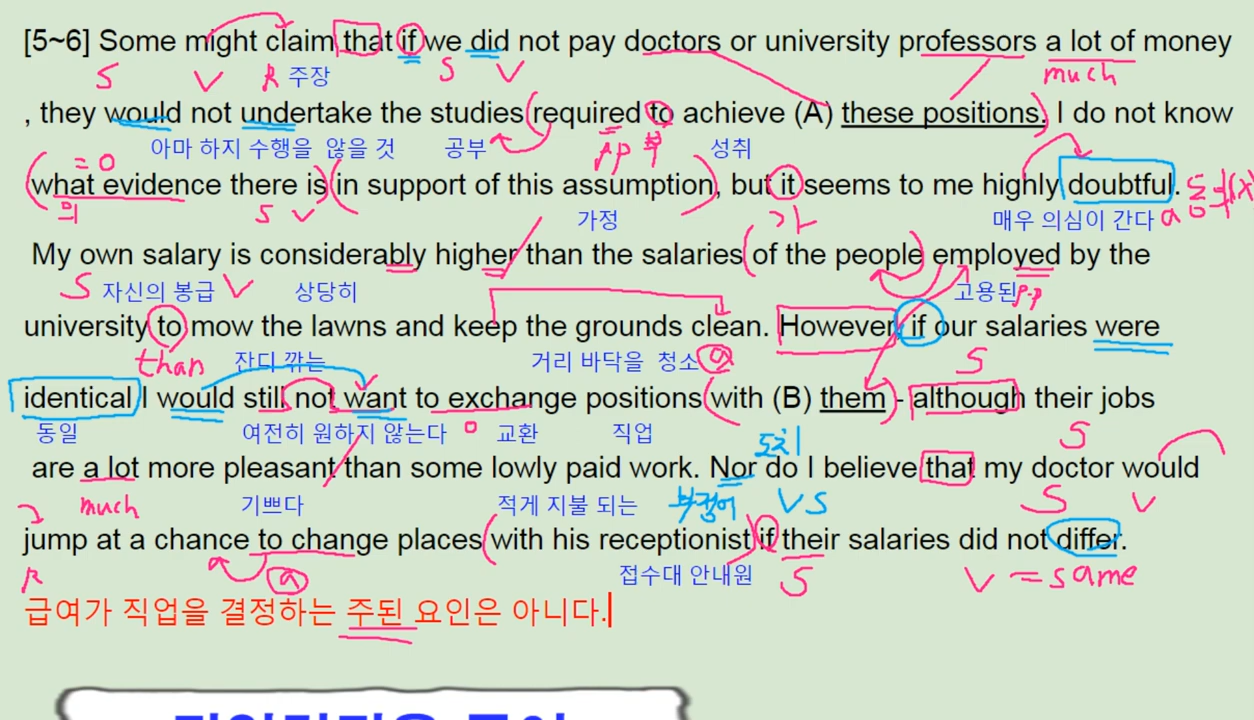 [5~6] Some might claim that if we did not pay doctors or university professors a lot of money
S V R 주장 S V much
, they would not undertake the studies required to achieve (A) these positions. I do not know
아마 하지 수행을 않을 것 공부 pp 부 성취
= O
what evidence there is in support of this assumption, but it seems to me highly doubtful.
의 S V 가정 가 매우 의심이 간다 a
My own salary is considerably higher than the salaries of the people employed by the
S 자신의 봉급 V 상당히 고용된 p.p
university to mow the lawns and keep the grounds clean. However if our salaries were
than 잔디 깎는 거리 바닥을 청소 a S
identical I would still not want to exchange positions with (B) them - although their jobs
동일 여전히 원하지 않는다 o 교환 직업 도치 S
are a lot more pleasant than some lowly paid work. Nor do I believe that my doctor would
much 기쁘다 적게 지불 되는 부정어 V S S V
jump at a chance to change places with his receptionist if their salaries did not differ.
R a 접수대 안내원 S V = same
급여가 직업을 결정하는 주된 요인은 아니다.